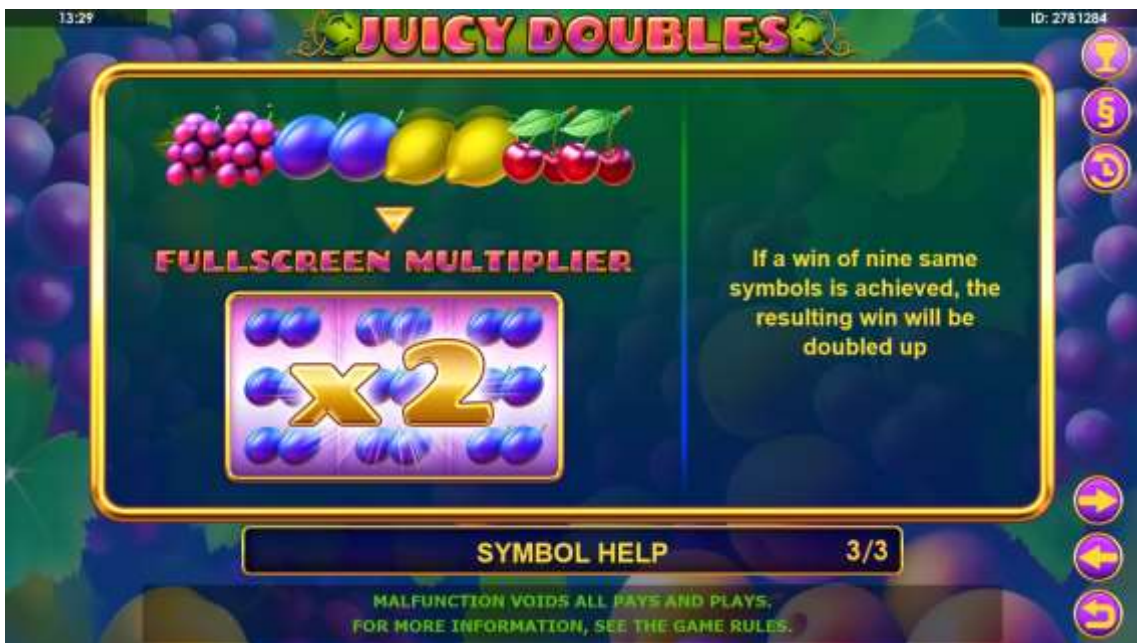 13:29
ID: 2781284
JUICY DOUBLES
FULLSCREEN MULTIPLIER
x2
If a win of nine same
symbols is achieved, the
resulting win will be
doubled up
SYMBOL HELP 3/3
MALFUNCTION VOIDS ALL PAYS AND PLAYS.
FOR MORE INFORMATION, SEE THE GAME RULES.